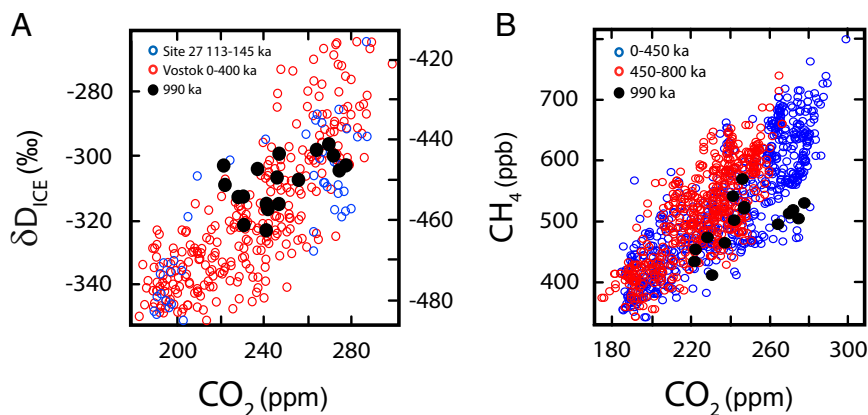 A
Site 27 113-145 ka
Vostok 0-400 ka
990 ka
δD_ICE (‰)
-280
-300
-320
-340
-420
-440
-460
-480
200
240
280
CO₂ (ppm)
B
0-450 ka
450-800 ka
990 ka
CH₄ (ppb)
700
600
500
400
180
220
260
300
CO₂ (ppm)